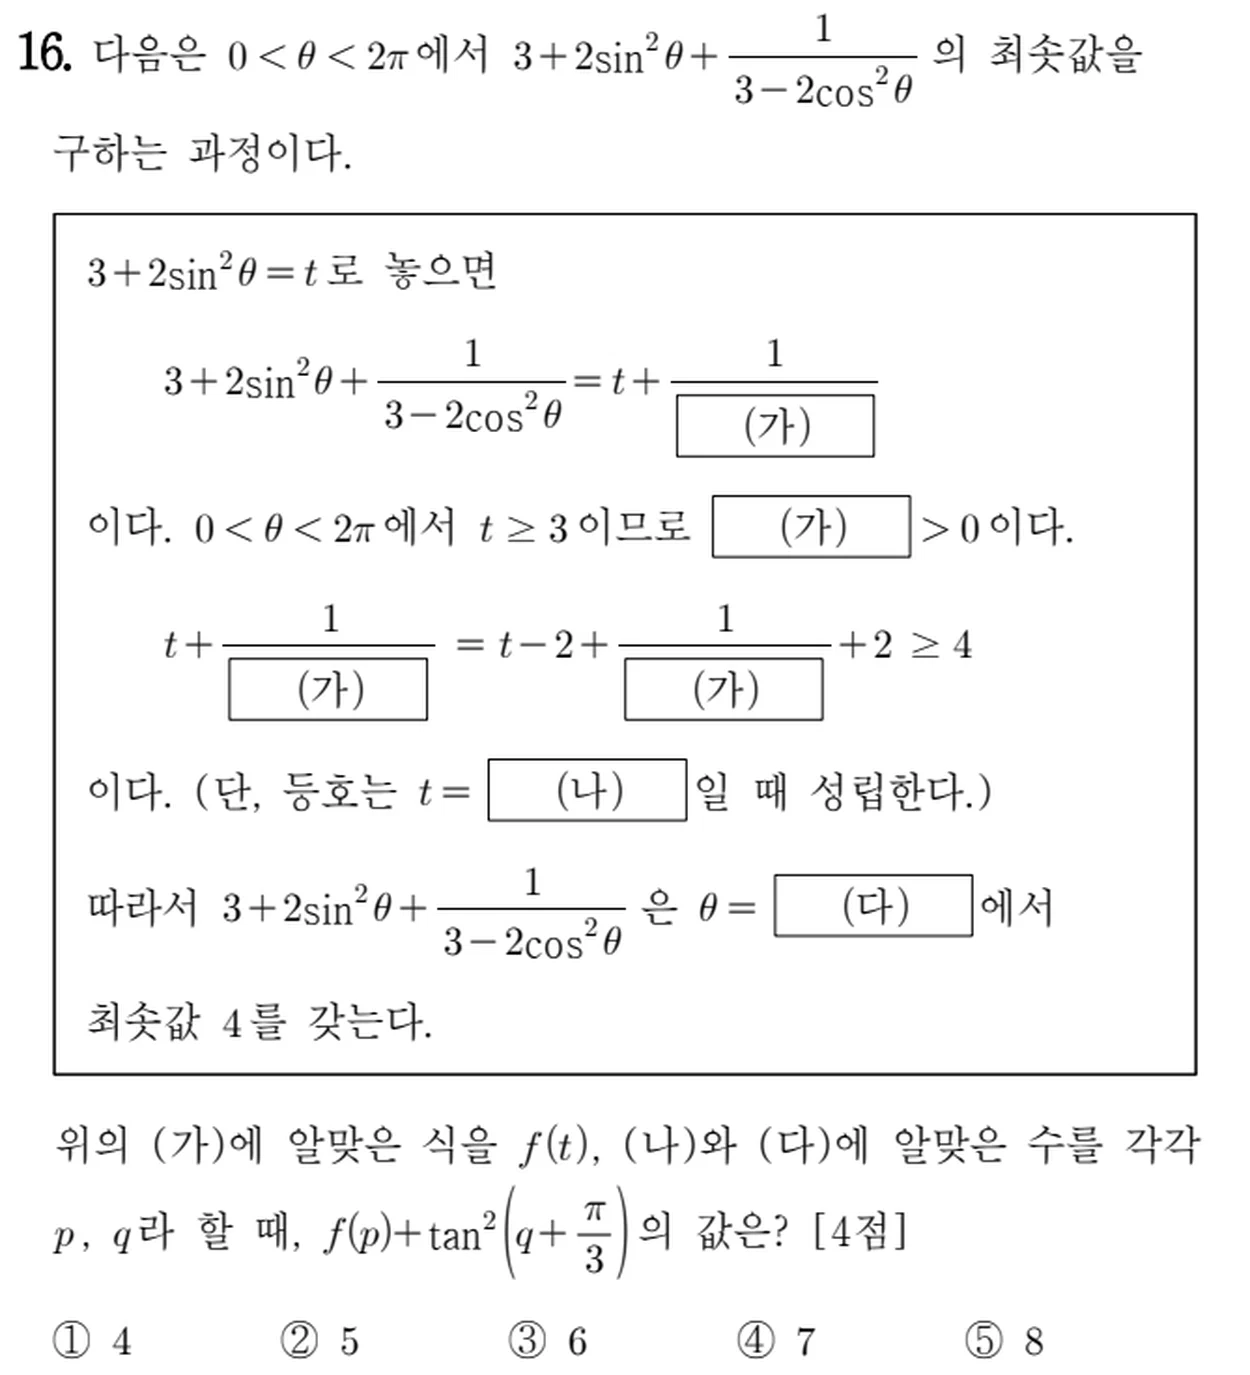 16. 다음은 0 < θ < 2π에서 3+2sin²θ+1/(3−2cos²θ) 의 최솟값을
구하는 과정이다.
3+2sin²θ=t로 놓으면
3+2sin²θ+1/(3−2cos²θ)=t+1/(가)
이다. 0 < θ < 2π에서 t ≥ 3이므로 (가) > 0이다.
t+1/(가) = t−2+1/(가)+2 ≥ 4
이다. (단, 등호는 t= (나) 일 때 성립한다.)
따라서 3+2sin²θ+1/(3−2cos²θ) 은 θ= (다) 에서
최솟값 4를 갖는다.
위의 (가)에 알맞은 식을 f(t), (나)와 (다)에 알맞은 수를 각각
p, q라 할 때, f(p)+tan²(q+π/3)의 값은? [4점]
① 4 ② 5 ③ 6 ④ 7 ⑤ 8